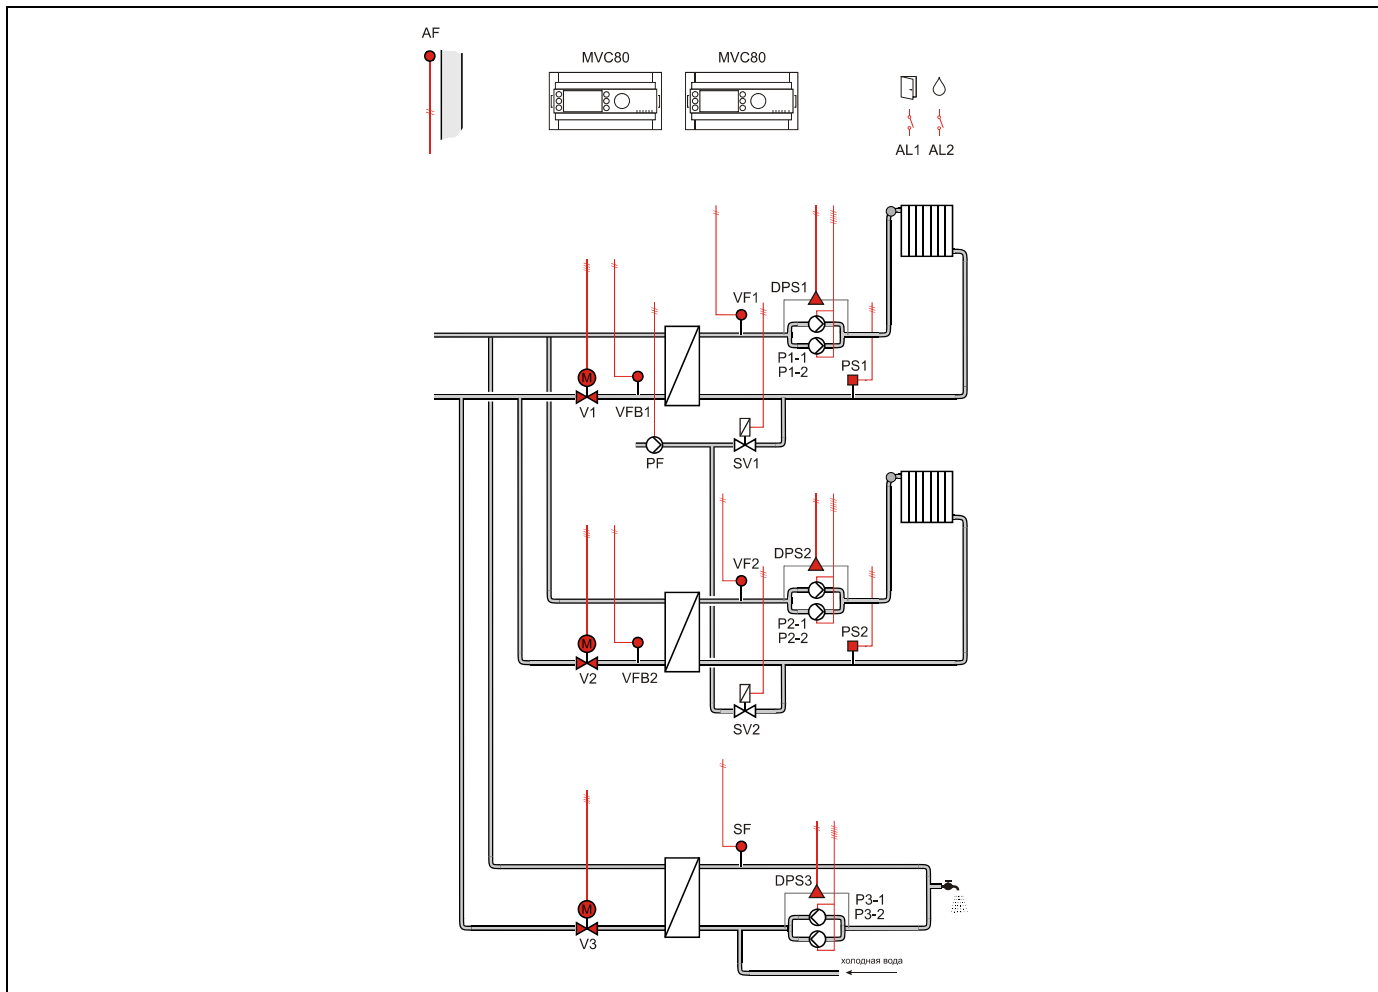 AF
MVC80
MVC80
AL1
AL2
DPS1
VF1
P1-1
P1-2
PS1
M
V1
VFB1
PF
SV1
DPS2
VF2
P2-1
P2-2
PS2
M
V2
VFB2
SV2
SF
DPS3
P3-1
P3-2
M
V3
холодная вода